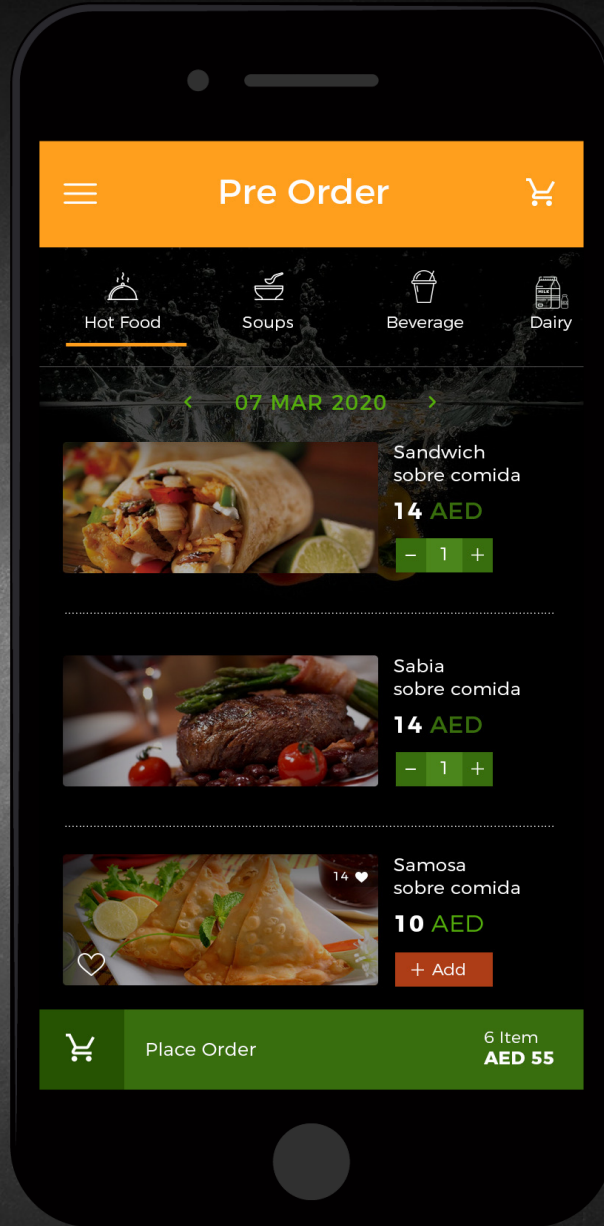 Pre Order
Hot Food
Soups
Beverage
MILK
Dairy
07 MAR 2020
Sandwich
sobre comida
14 AED
1
Sabia
sobre comida
14 AED
1
14
Samosa
sobre comida
10 AED
+ Add
Place Order
6 Item
AED 55